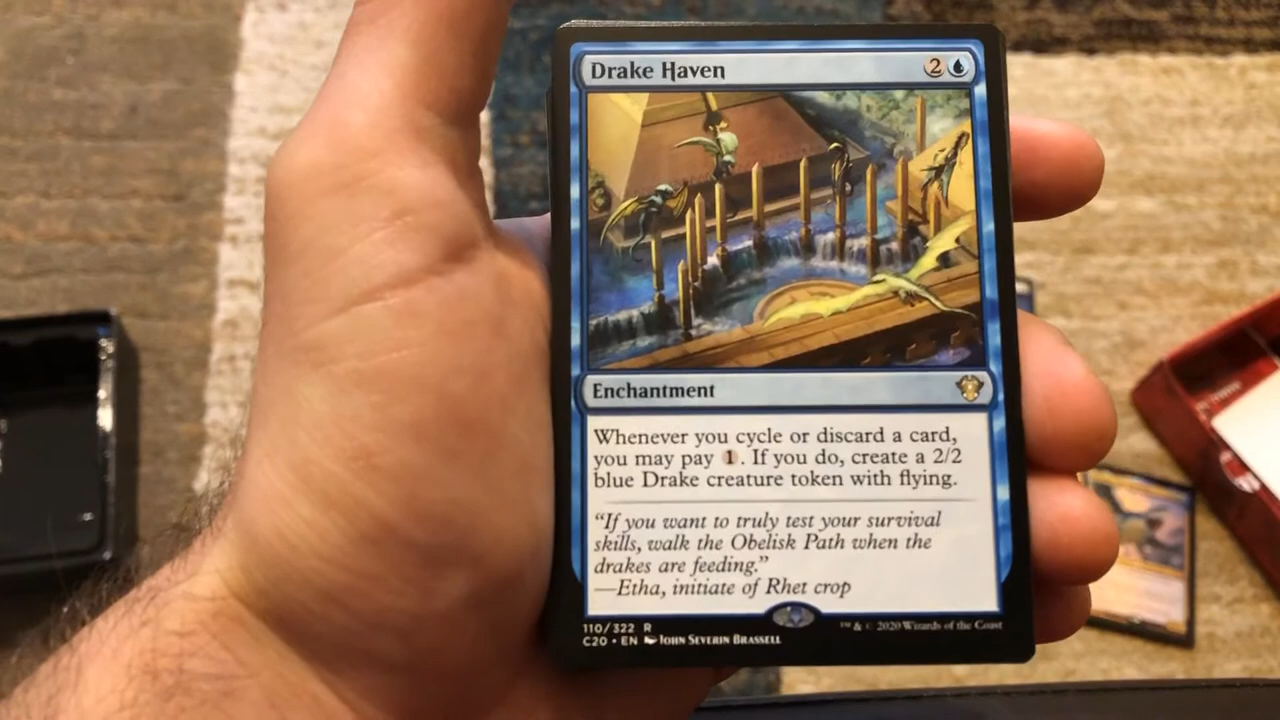 Drake Haven 2
Enchantment
Whenever you cycle or discard a card,
you may pay 1. If you do, create a 2/2
blue Drake creature token with flying.
“If you want to truly test your survival
skills, walk the Obelisk Path when the
drakes are feeding.”
—Etha, initiate of Rhet crop
110/322 R
C20 • EN John Severin Brassell
™ & © 2020 Wizards of the Coast